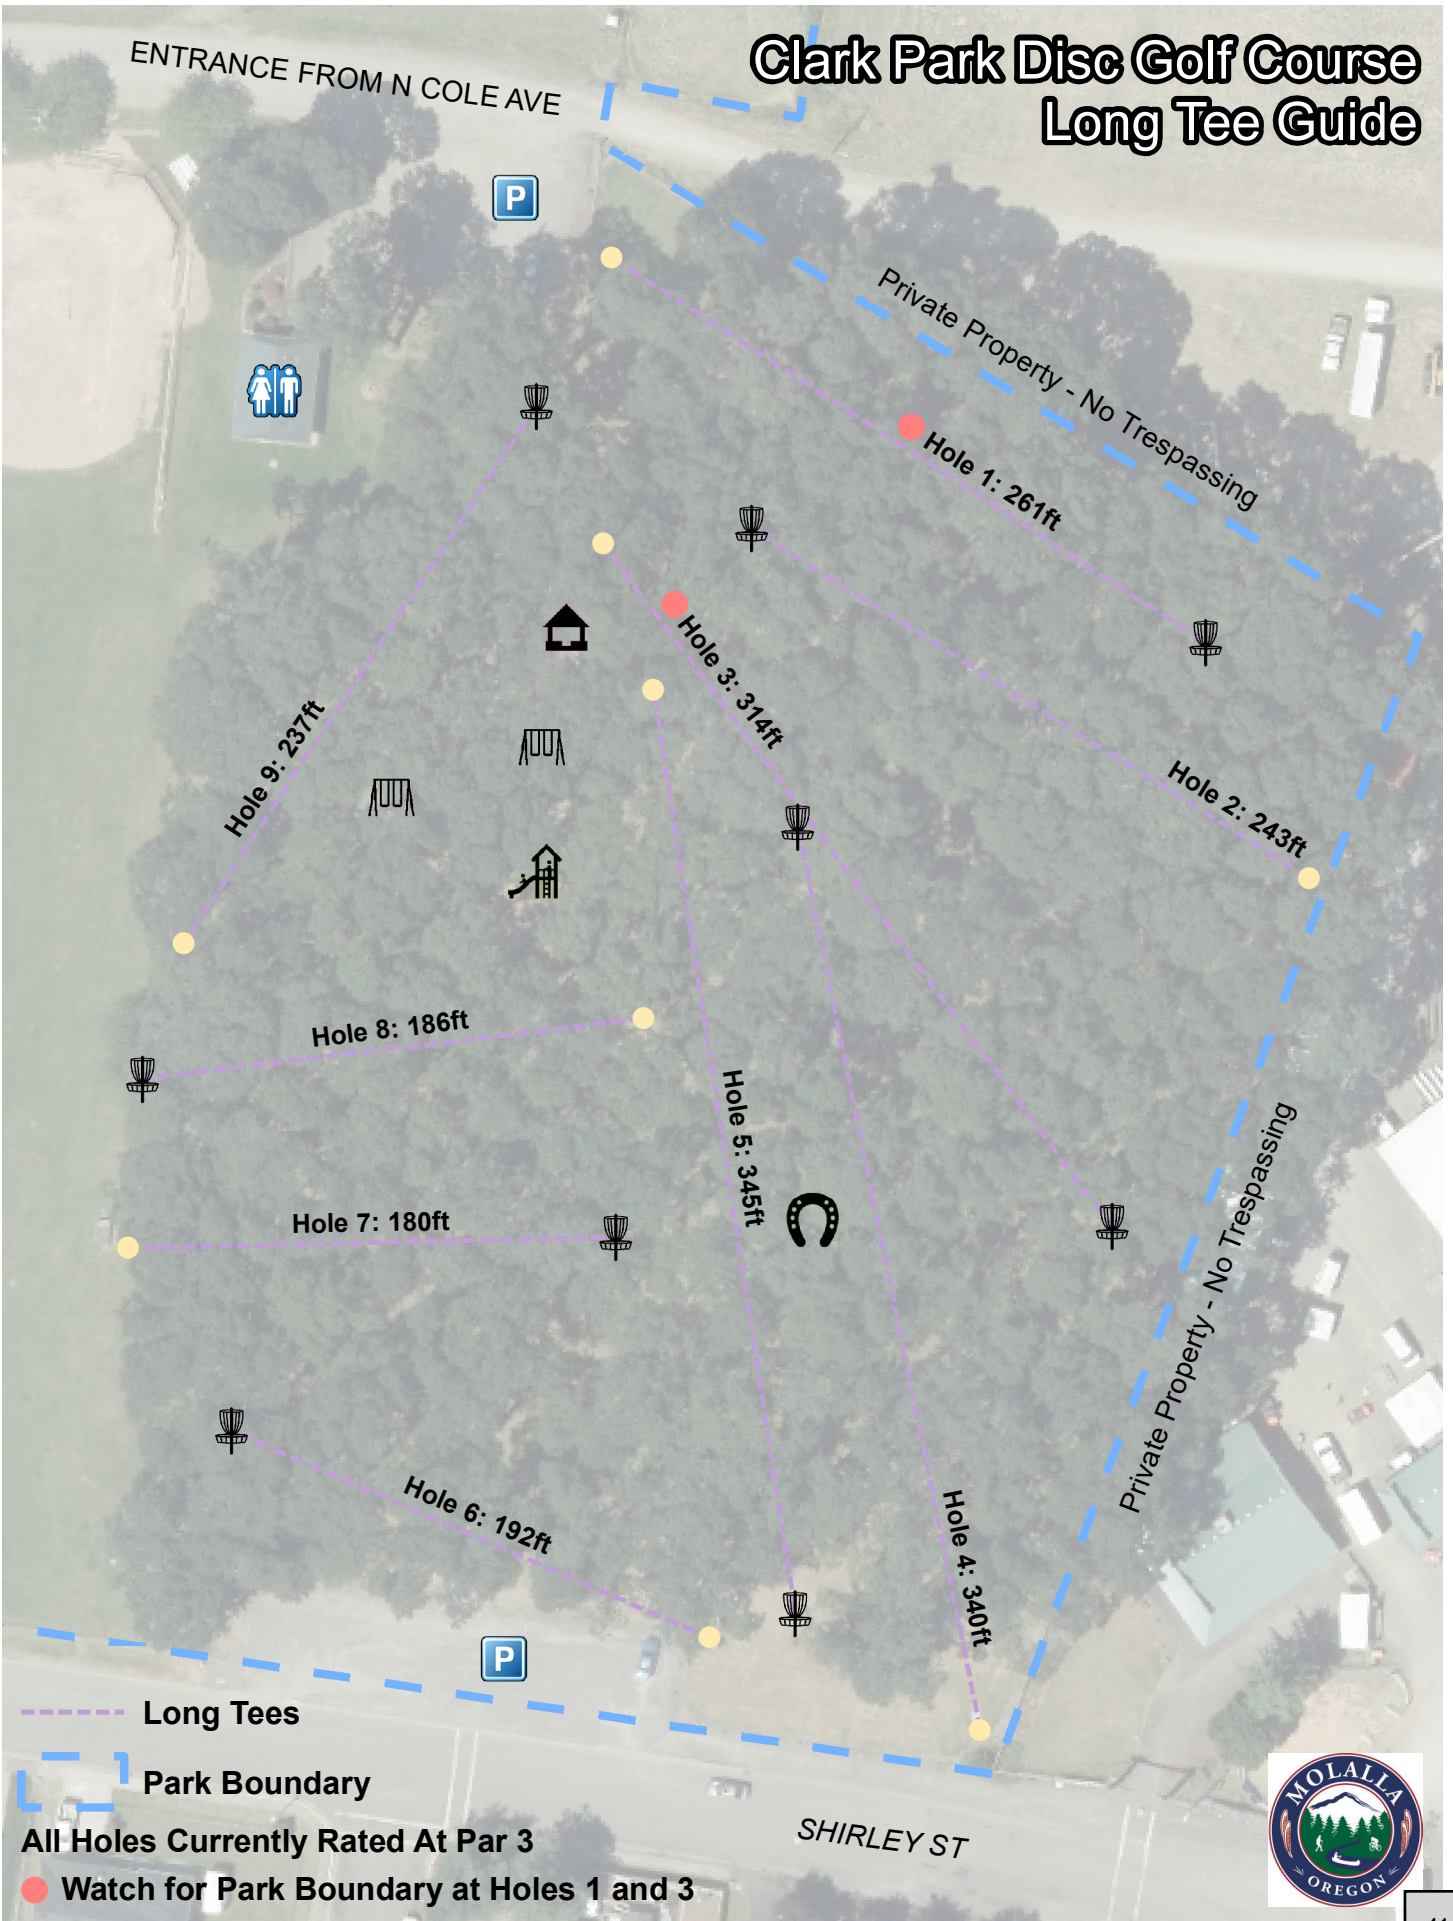 Clark Park Disc Golf Course
Long Tee Guide
ENTRANCE FROM N COLE AVE
P
Private Property - No Trespassing
Hole 1: 261ft
Hole 3: 314ft
Hole 9: 237ft
Hole 2: 243ft
Hole 8: 186ft
Hole 5: 345ft
Hole 7: 180ft
Private Property - No Trespassing
Hole 6: 192ft
Hole 4: 340ft
P
Long Tees
Park Boundary
All Holes Currently Rated At Par 3
Watch for Park Boundary at Holes 1 and 3
SHIRLEY ST
MOLALLA
OREGON